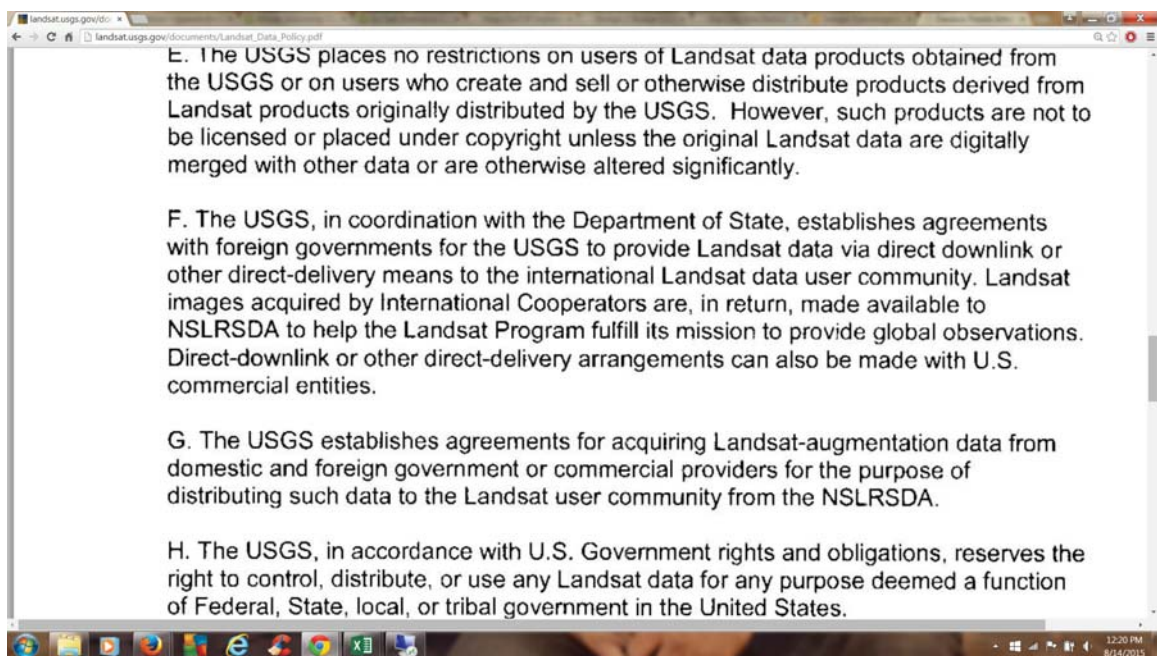 landsat.usgs.gov/do
landsat.usgs.gov/documents/Landsat_Data_Policy.pdf
E. The USGS places no restrictions on users of Landsat data products obtained from
the USGS or on users who create and sell or otherwise distribute products derived from
Landsat products originally distributed by the USGS.  However, such products are not to
be licensed or placed under copyright unless the original Landsat data are digitally
merged with other data or are otherwise altered significantly.
F. The USGS, in coordination with the Department of State, establishes agreements
with foreign governments for the USGS to provide Landsat data via direct downlink or
other direct-delivery means to the international Landsat data user community. Landsat
images acquired by International Cooperators are, in return, made available to
NSLRSDA to help the Landsat Program fulfill its mission to provide global observations.
Direct-downlink or other direct-delivery arrangements can also be made with U.S.
commercial entities.
G. The USGS establishes agreements for acquiring Landsat-augmentation data from
domestic and foreign government or commercial providers for the purpose of
distributing such data to the Landsat user community from the NSLRSDA.
H. The USGS, in accordance with U.S. Government rights and obligations, reserves the
right to control, distribute, or use any Landsat data for any purpose deemed a function
of Federal, State, local, or tribal government in the United States.
12:20 PM
8/14/2015